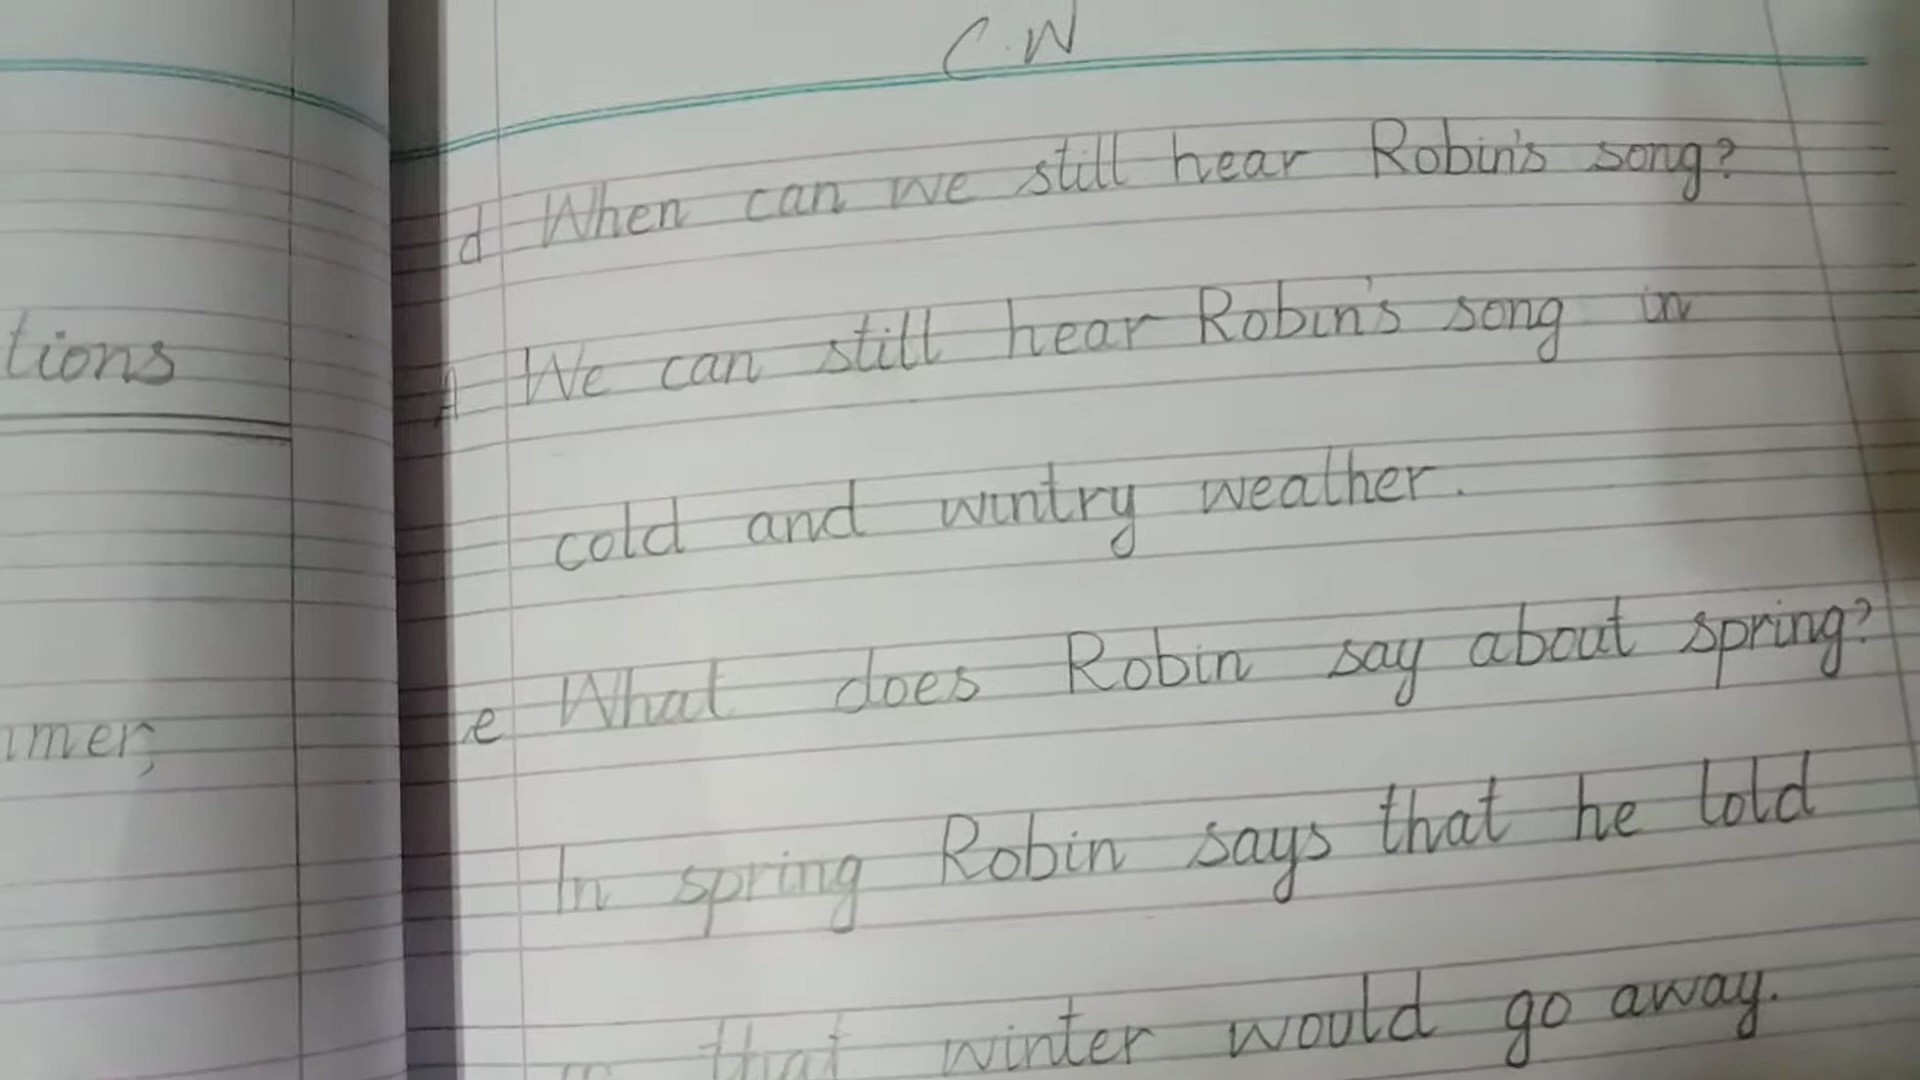 tions
mer,
C.W
d When can we still hear Robin's song?
A We can still hear Robin's song in
cold and wintry weather.
e What does Robin say about spring?
In spring Robin says that he told
that winter would go away.